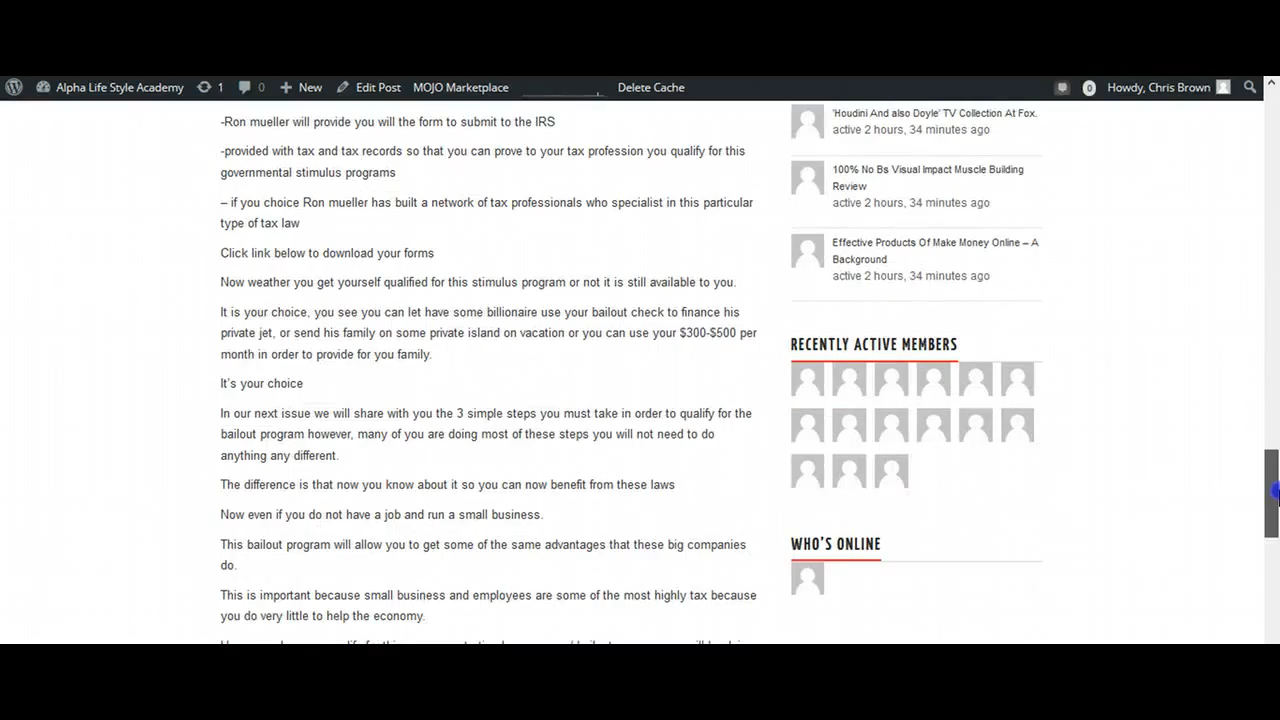 Alpha Life Style Academy 1 0 New Edit Post MOJO Marketplace Delete Cache 0 Howdy, Chris Brown
-Ron mueller will provide you will the form to submit to the IRS
-provided with tax and tax records so that you can prove to your tax profession you qualify for this
governmental stimulus programs
– if you choice Ron mueller has built a network of tax professionals who specialist in this particular
type of tax law
Click link below to download your forms
Now weather you get yourself qualified for this stimulus program or not it is still available to you.
It is your choice, you see you can let have some billionaire use your bailout check to finance his
private jet, or send his family on some private island on vacation or you can use your $300-$500 per
month in order to provide for you family.
It’s your choice
In our next issue we will share with you the 3 simple steps you must take in order to qualify for the
bailout program however, many of you are doing most of these steps you will not need to do
anything any different.
The difference is that now you know about it so you can now benefit from these laws
Now even if you do not have a job and run a small business.
This bailout program will allow you to get some of the same advantages that these big companies
do.
This is important because small business and employees are some of the most highly tax because
you do very little to help the economy.
'Houdini And also Doyle' TV Collection At Fox.
active 2 hours, 34 minutes ago
100% No Bs Visual Impact Muscle Building
Review
active 2 hours, 34 minutes ago
Effective Products Of Make Money Online – A
Background
active 2 hours, 34 minutes ago
RECENTLY ACTIVE MEMBERS
WHO'S ONLINE